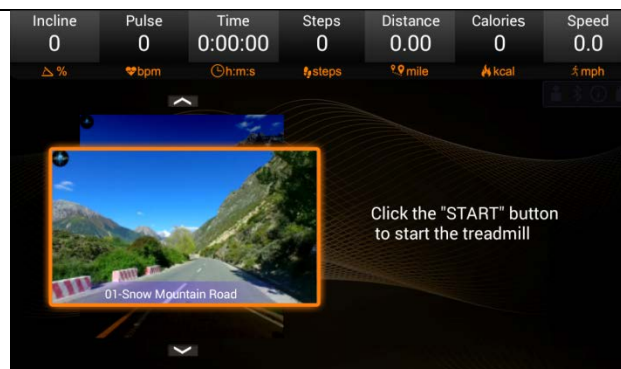 Incline Pulse Time Steps Distance Calories Speed
0 0 0:00:00 0 0.00 0 0.0
% bpm h:m:s steps mile kcal mph
Click the "START" button
to start the treadmill
01-Snow Mountain Road